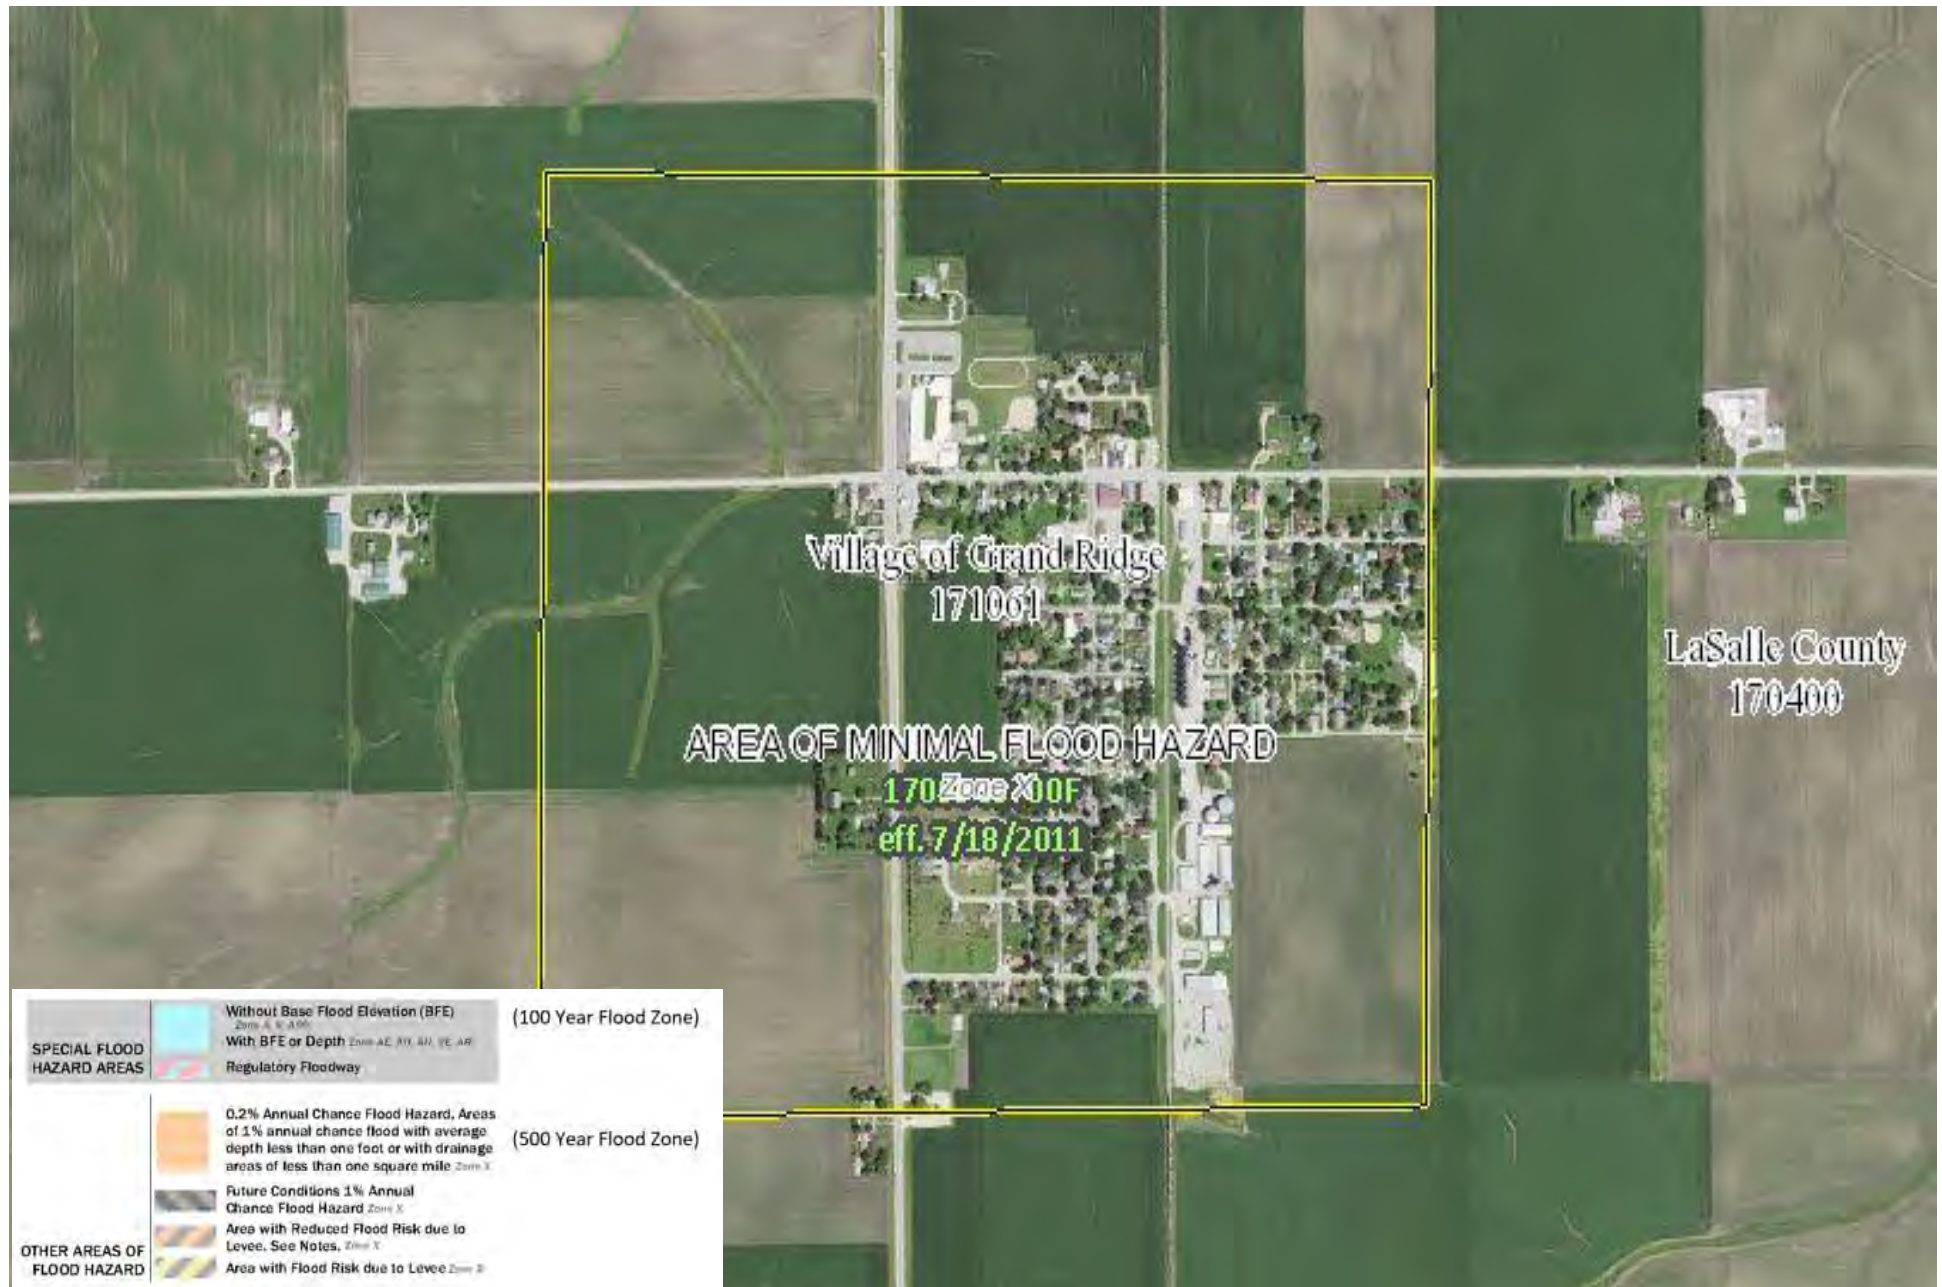 Village of Grand Ridge
171061
LaSalle County
170400
AREA OF MINIMAL FLOOD HAZARD
Zone X
eff. 7/18/2011
SPECIAL FLOOD
HAZARD AREAS
Without Base Flood Elevation (BFE)
With BFE or Depth
Regulatory Floodway
(100 Year Flood Zone)
0.2% Annual Chance Flood Hazard, Areas
of 1% annual chance flood with average
depth less than one foot or with drainage
areas of less than one square mile Zone X
(500 Year Flood Zone)
Future Conditions 1% Annual
Chance Flood Hazard Zone X
Area with Reduced Flood Risk due to
Levee. See Notes. Zone X
Area with Flood Risk due to Levee Zone D
OTHER AREAS OF
FLOOD HAZARD